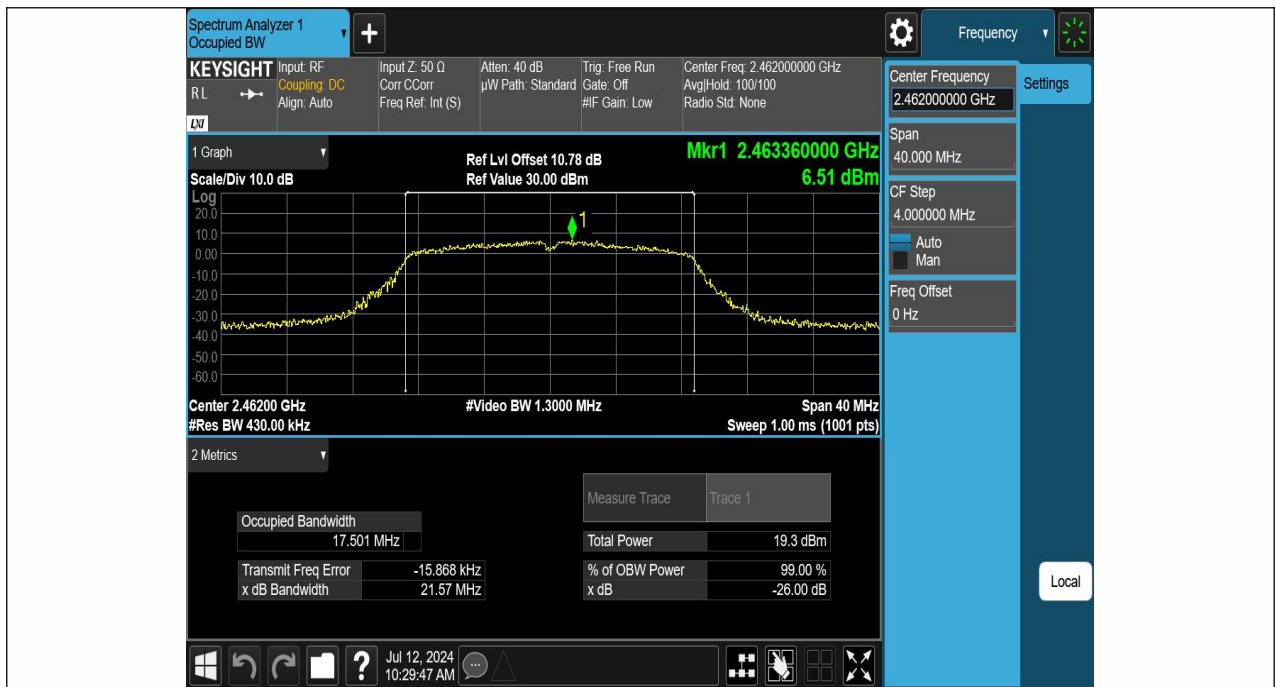 Spectrum Analyzer 1
Occupied BW
+
Frequency
KEYSIGHT
R L
LXI
Input: RF
Coupling: DC
Align: Auto
Input Z: 50 Ω
Corr CCorr
Freq Ref: Int (S)
Atten: 40 dB
µW Path: Standard
Trig: Free Run
Gate: Off
#IF Gain: Low
Center Freq: 2.462000000 GHz
Avg|Hold: 100/100
Radio Std: None
Center Frequency
2.462000000 GHz
Settings
Span
40.000 MHz
CF Step
4.000000 MHz
Auto
Man
Freq Offset
0 Hz
Local
1 Graph
Scale/Div 10.0 dB
Ref Lvl Offset 10.78 dB
Ref Value 30.00 dBm
Mkr1 2.463360000 GHz
6.51 dBm
Log
20.0
10.0
0.00
-10.0
-20.0
-30.0
-40.0
-50.0
-60.0
1
Center 2.46200 GHz
#Video BW 1.3000 MHz
Span 40 MHz
#Res BW 430.00 kHz
Sweep 1.00 ms (1001 pts)
2 Metrics
Measure Trace
Trace 1
Occupied Bandwidth
17.501 MHz
Total Power
19.3 dBm
Transmit Freq Error
-15.868 kHz
% of OBW Power
99.00 %
x dB Bandwidth
21.57 MHz
x dB
-26.00 dB
?
Jul 12, 2024
10:29:47 AM